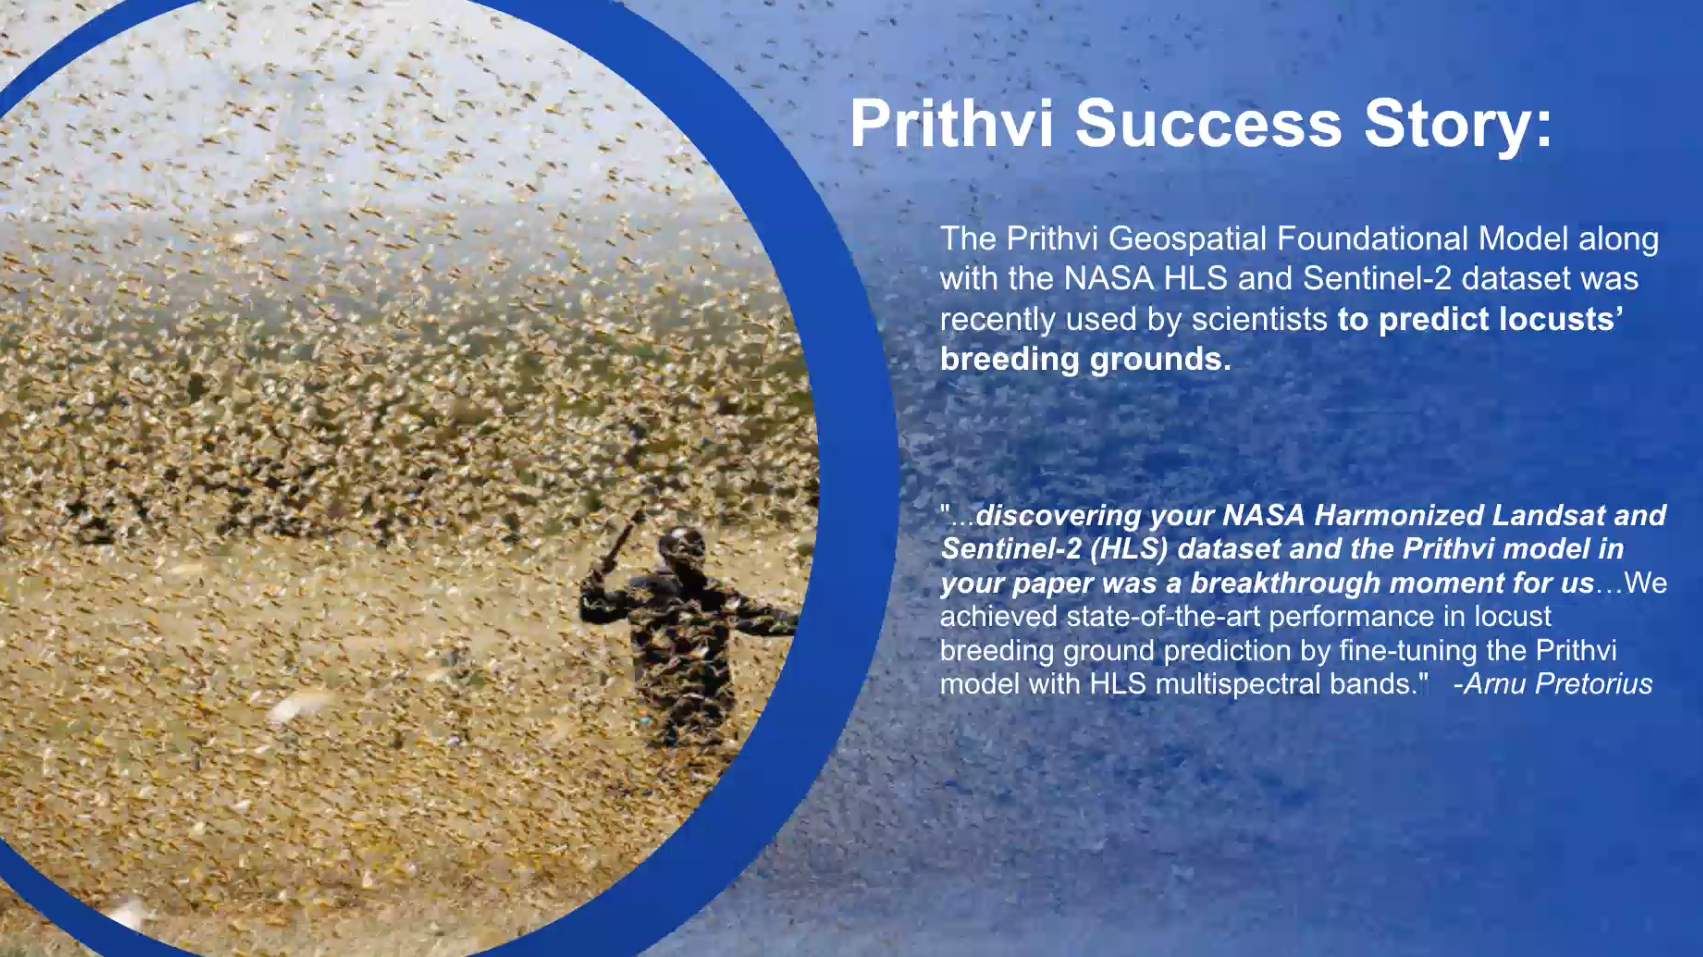 Prithvi Success Story:
The Prithvi Geospatial Foundational Model along
with the NASA HLS and Sentinel-2 dataset was
recently used by scientists to predict locusts’
breeding grounds.
"...discovering your NASA Harmonized Landsat and
Sentinel-2 (HLS) dataset and the Prithvi model in
your paper was a breakthrough moment for us…We
achieved state-of-the-art performance in locust
breeding ground prediction by fine-tuning the Prithvi
model with HLS multispectral bands." -Arnu Pretorius